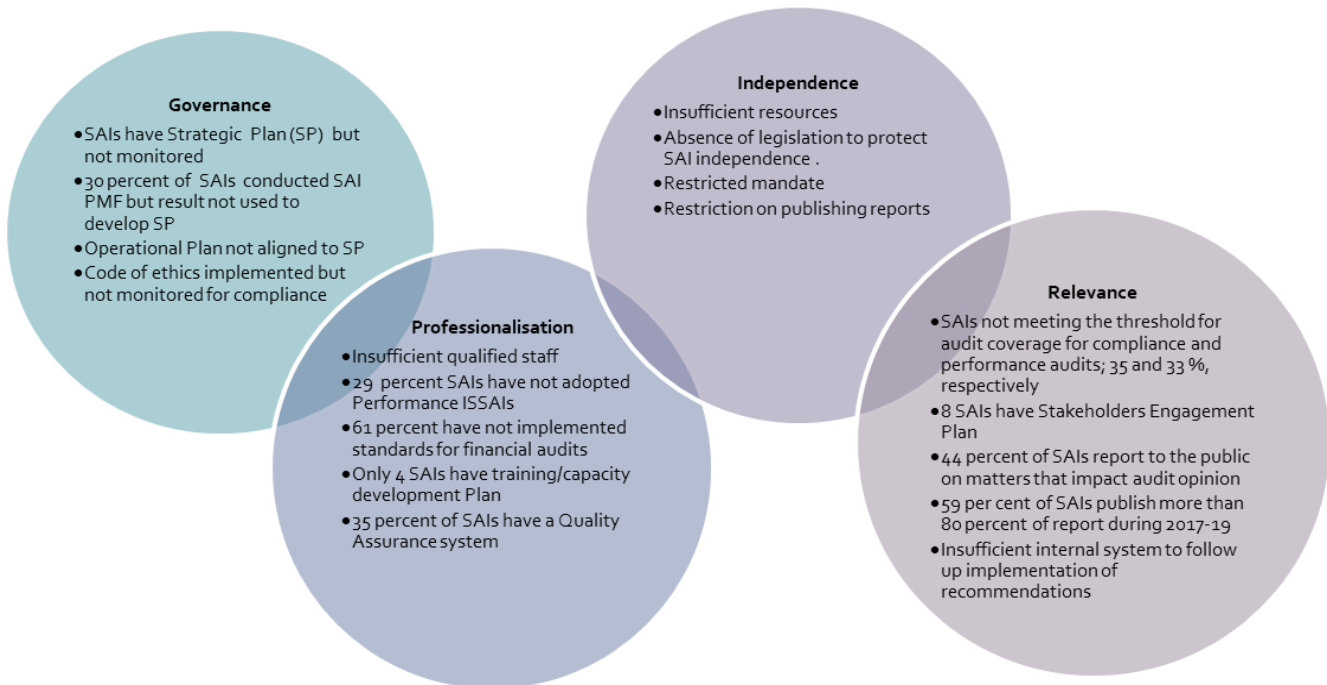 Governance
•SAIs have Strategic Plan (SP) but
not monitored
•30 percent of SAIs conducted SAI
PMF but result not used to
develop SP
•Operational Plan not aligned to SP
•Code of ethics implemented but
not monitored for compliance
Professionalisation
•Insufficient qualified staff
•29 percent SAIs have not adopted
Performance ISSAIs
•61 percent have not implemented
standards for financial audits
•Only 4 SAIs have training/capacity
development Plan
•35 percent of SAIs have a Quality
Assurance system
Independence
•Insufficient resources
•Absence of legislation to protect
SAI independence .
•Restricted mandate
•Restriction on publishing reports
Relevance
•SAIs not meeting the threshold for
audit coverage for compliance and
performance audits; 35 and 33 %,
respectively
•8 SAIs have Stakeholders Engagement
Plan
•44 percent of SAIs report to the public
on matters that impact audit opinion
•59 per cent of SAIs publish more than
80 percent of report during 2017-19
•Insufficient internal system to follow
up implementation of
recommendations